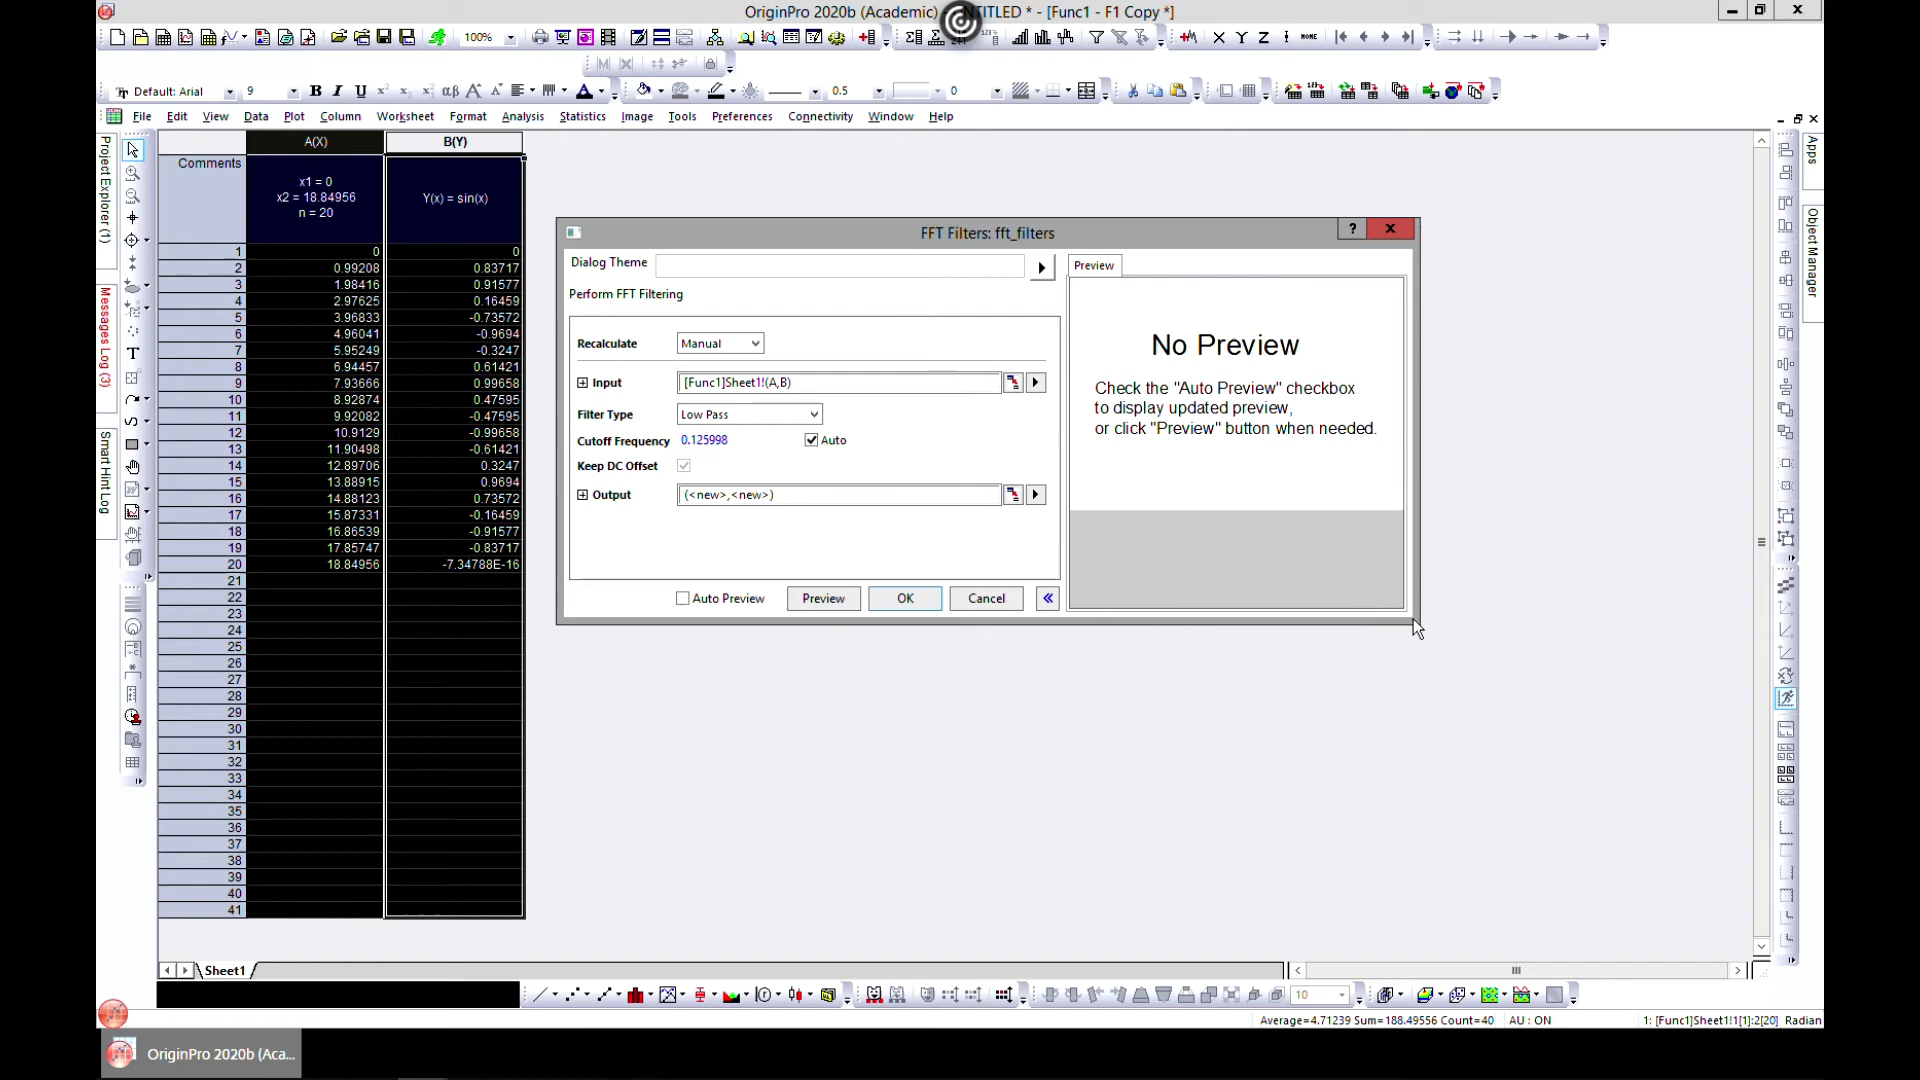 OriginPro 2020b (Academic) - UNTITLED * - [Func1 - F1 Copy *]
100%
HOME
Default: Arial 9 B I U αβ A A 0.5 0
File Edit View Data Plot Column Worksheet Format Analysis Statistics Image Tools Preferences Connectivity Window Help
Project Explorer (1)
Messages Log (3)
Smart Hint Log
Apps
Object Manager
A(X) B(Y)
Comments
x1 = 0
x2 = 18.84956
n = 20
Y(x) = sin(x)
1 0 0
2 0.99208 0.83717
3 1.98416 0.91577
4 2.97625 0.16459
5 3.96833 -0.73572
6 4.96041 -0.9694
7 5.95249 -0.3247
8 6.94457 0.61421
9 7.93666 0.99658
10 8.92874 0.47595
11 9.92082 -0.47595
12 10.9129 -0.99658
13 11.90498 -0.61421
14 12.89706 0.3247
15 13.88915 0.9694
16 14.88123 0.73572
17 15.87331 -0.16459
18 16.86539 -0.91577
19 17.85747 -0.83717
20 18.84956 -7.34788E-16
21
22
23
24
25
26
27
28
29
30
31
32
33
34
35
36
37
38
39
40
41
FFT Filters: fft_filters
Dialog Theme
Perform FFT Filtering
Recalculate Manual
Input [Func1]Sheet1!(A,B)
Filter Type Low Pass
Cutoff Frequency 0.125998 Auto
Keep DC Offset
Output (<new>,<new>)
Auto Preview Preview OK Cancel
Preview
No Preview
Check the "Auto Preview" checkbox
to display updated preview,
or click "Preview" button when needed.
Sheet1
10
Average=4.71239 Sum=188.49556 Count=40 AU : ON 1: [Func1]Sheet1!1[1]:2[20] Radian
OriginPro 2020b (Aca...